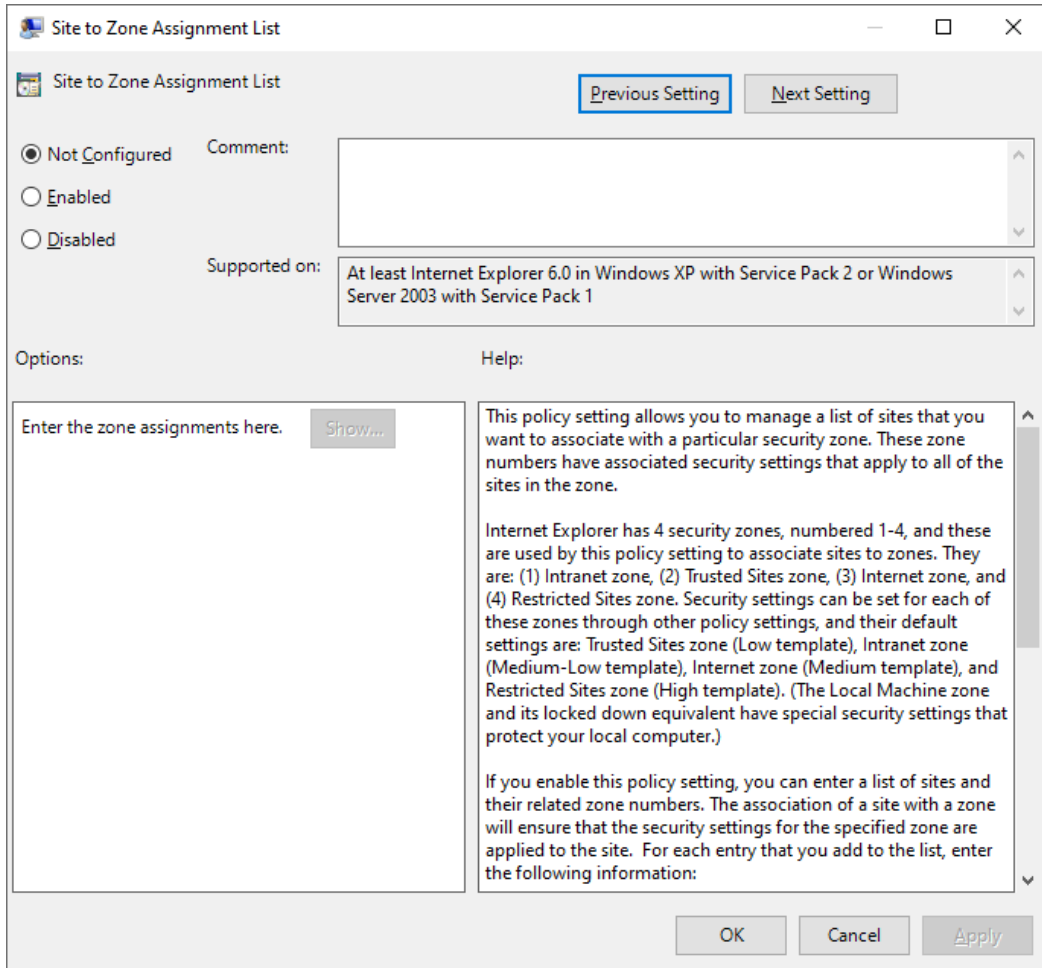 Site to Zone Assignment List
Site to Zone Assignment List
Previous Setting
Next Setting
Not Configured
Comment:
Enabled
Disabled
Supported on:
At least Internet Explorer 6.0 in Windows XP with Service Pack 2 or Windows
Server 2003 with Service Pack 1
Options:
Help:
Enter the zone assignments here.
Show...
This policy setting allows you to manage a list of sites that you
want to associate with a particular security zone. These zone
numbers have associated security settings that apply to all of the
sites in the zone.
Internet Explorer has 4 security zones, numbered 1-4, and these
are used by this policy setting to associate sites to zones. They
are: (1) Intranet zone, (2) Trusted Sites zone, (3) Internet zone, and
(4) Restricted Sites zone. Security settings can be set for each of
these zones through other policy settings, and their default
settings are: Trusted Sites zone (Low template), Intranet zone
(Medium-Low template), Internet zone (Medium template), and
Restricted Sites zone (High template). (The Local Machine zone
and its locked down equivalent have special security settings that
protect your local computer.)
If you enable this policy setting, you can enter a list of sites and
their related zone numbers. The association of a site with a zone
will ensure that the security settings for the specified zone are
applied to the site.  For each entry that you add to the list, enter
the following information:
OK
Cancel
Apply